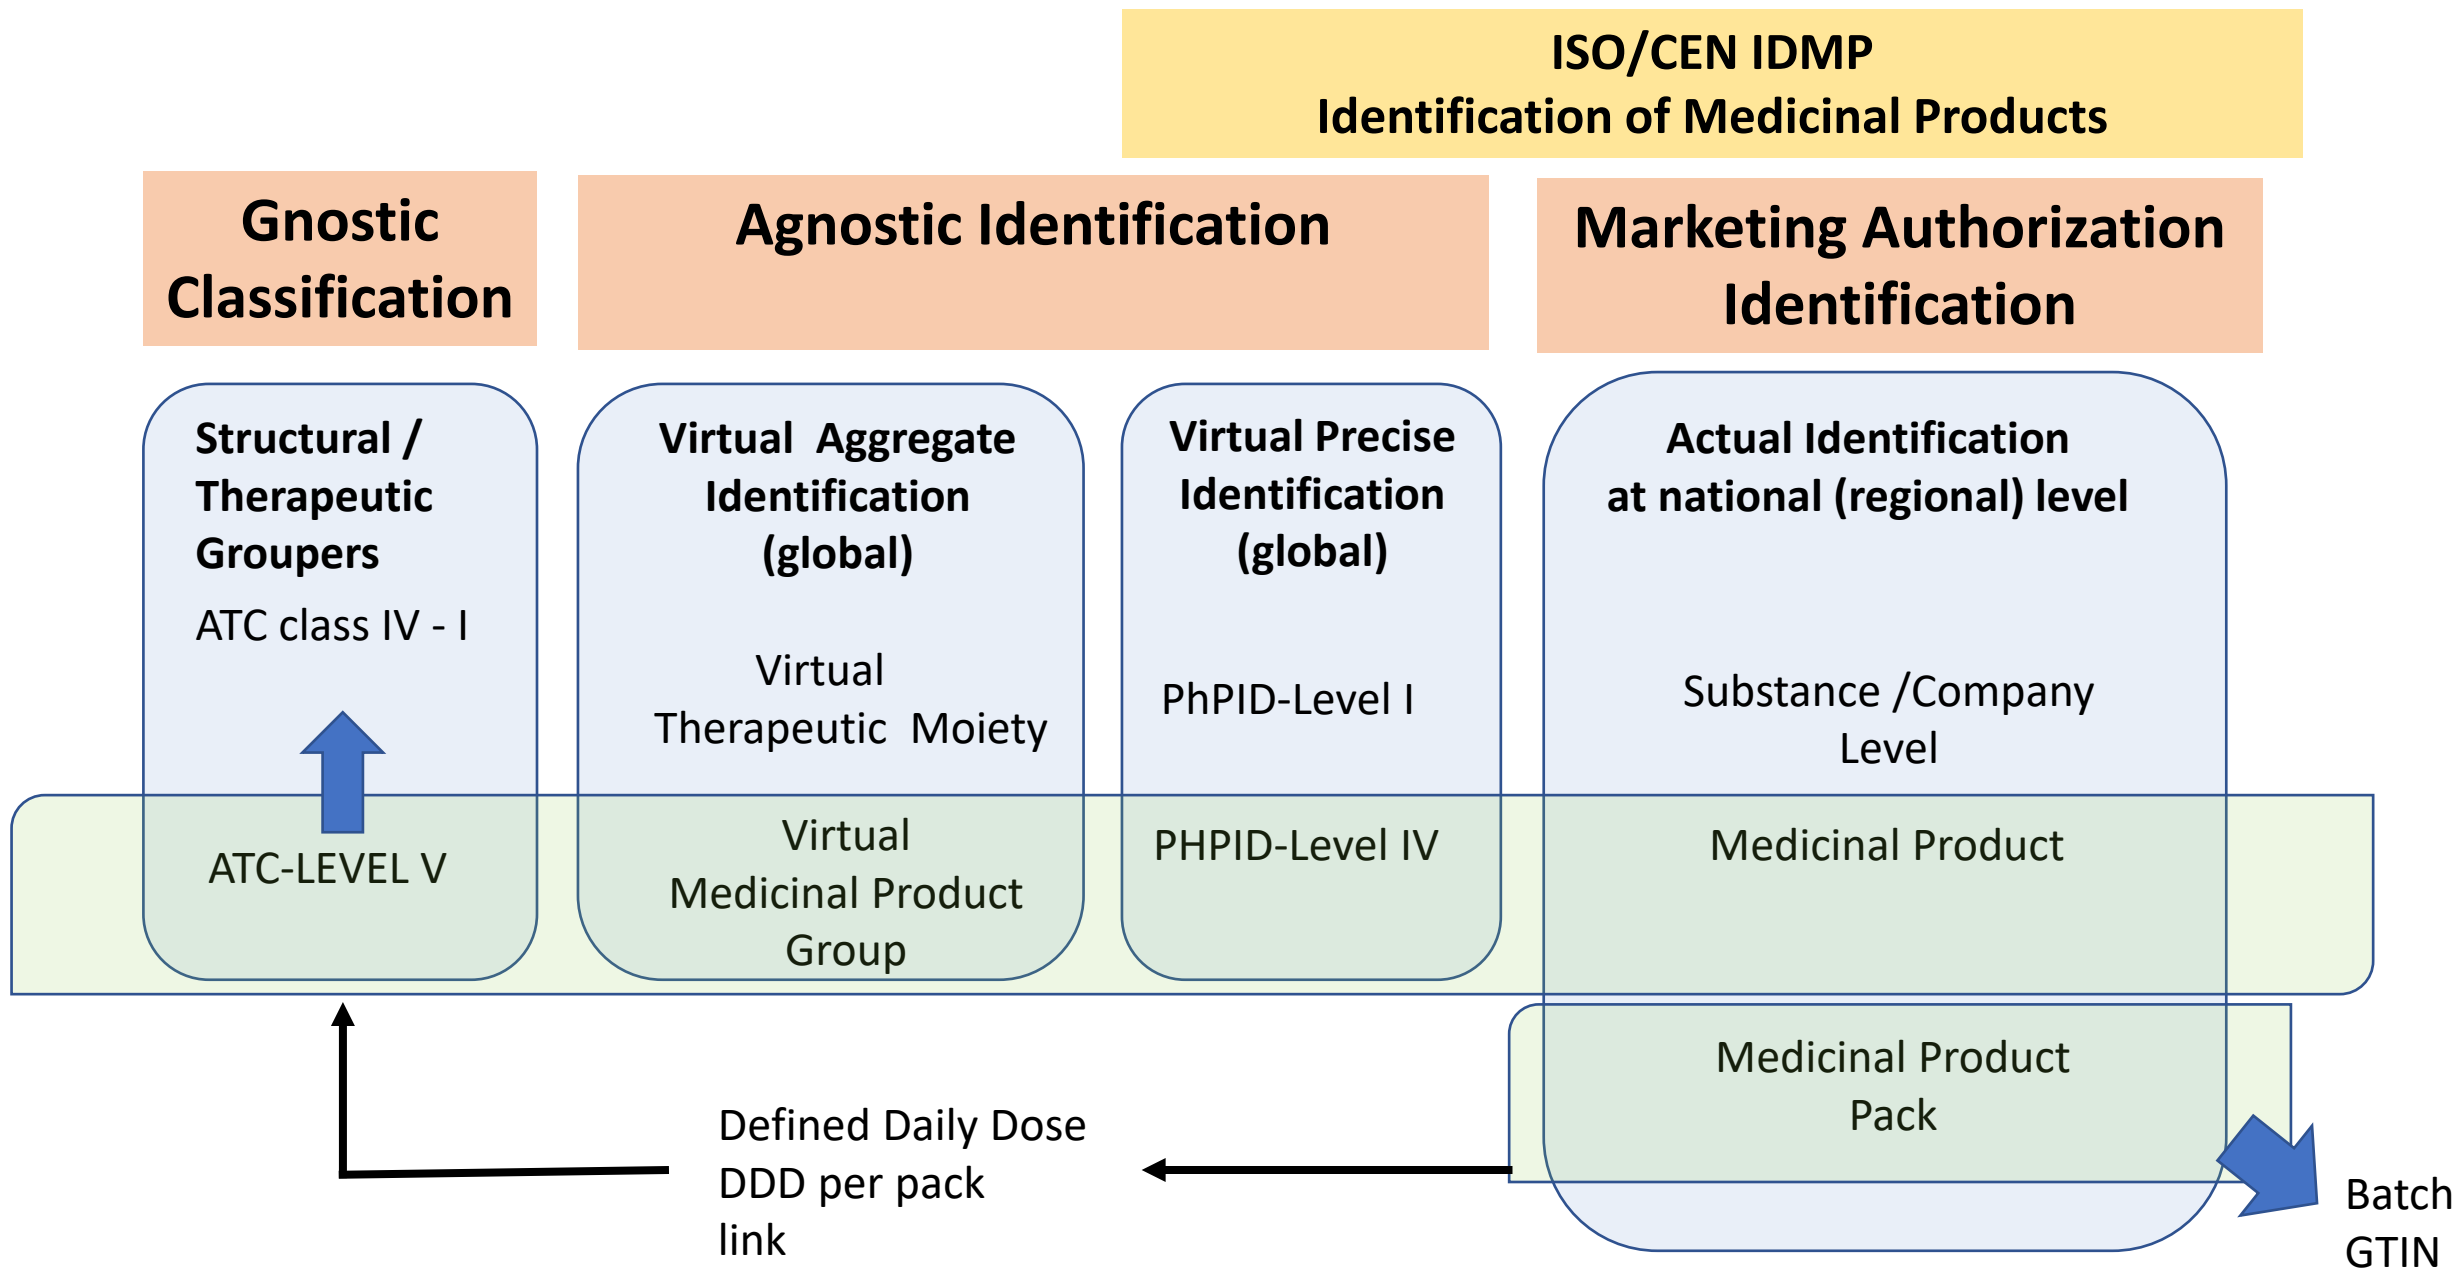 ISO/CEN IDMP
Identification of Medicinal Products
Gnostic
Classification
Agnostic Identification
Marketing Authorization
Identification
Structural /
Therapeutic
Groupers
ATC class IV - I
ATC-LEVEL V
Virtual Aggregate
Identification
(global)
Virtual
Therapeutic Moiety
Virtual
Medicinal Product
Group
Virtual Precise
Identification
(global)
PhPID-Level I
PHPID-Level IV
Actual Identification
at national (regional) level
Substance /Company
Level
Medicinal Product
Medicinal Product
Pack
Defined Daily Dose
DDD per pack
link
Batch
GTIN